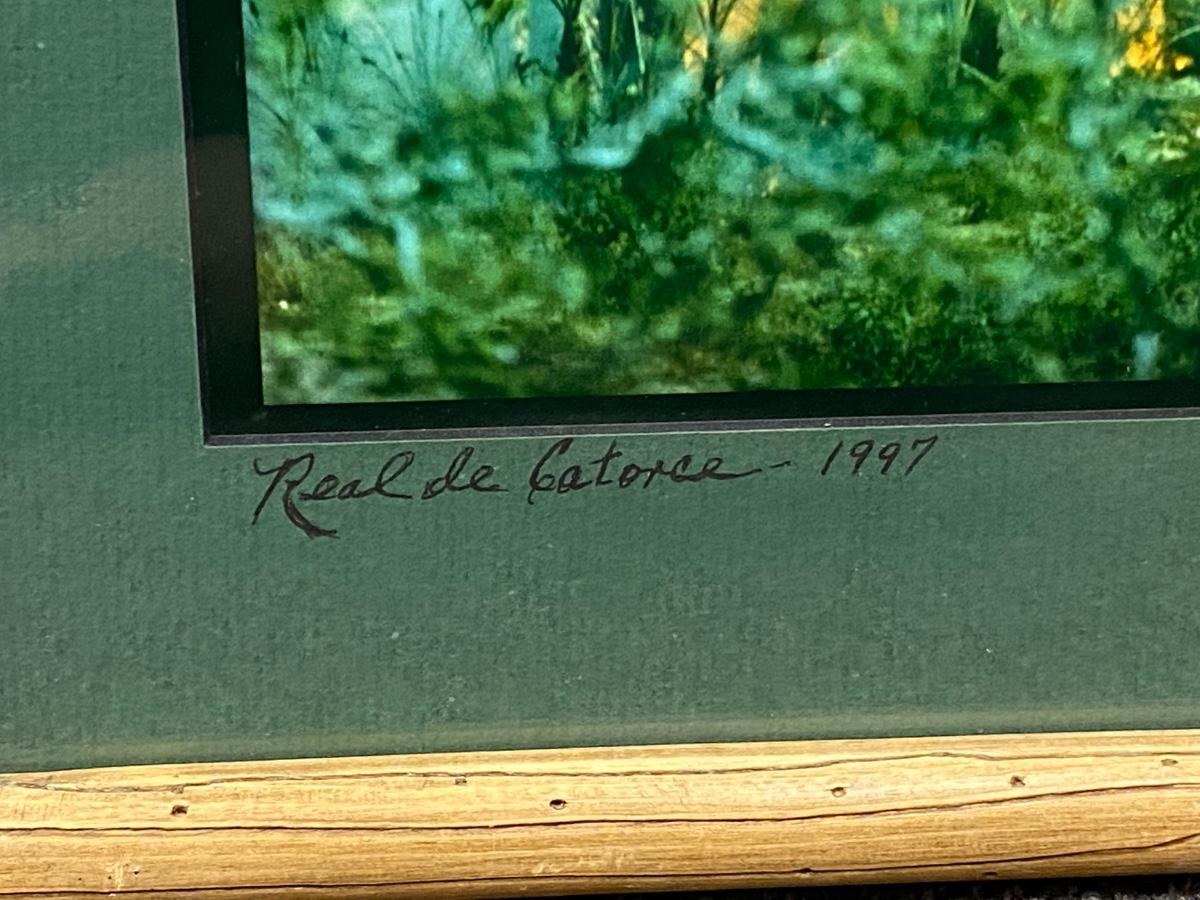 Real de Catorce - 1997